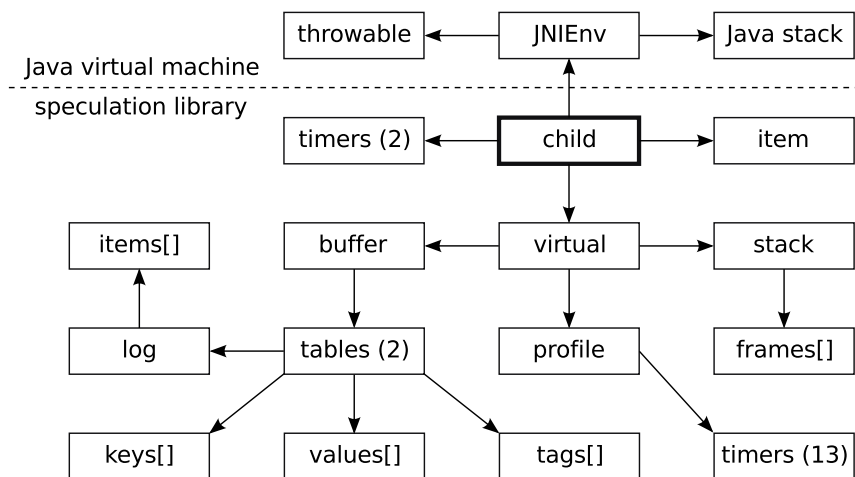 throwable JNIEnv Java stack
Java virtual machine
speculation library
timers (2) child item
items[] buffer virtual stack
log tables (2) profile frames[]
keys[] values[] tags[] timers (13)